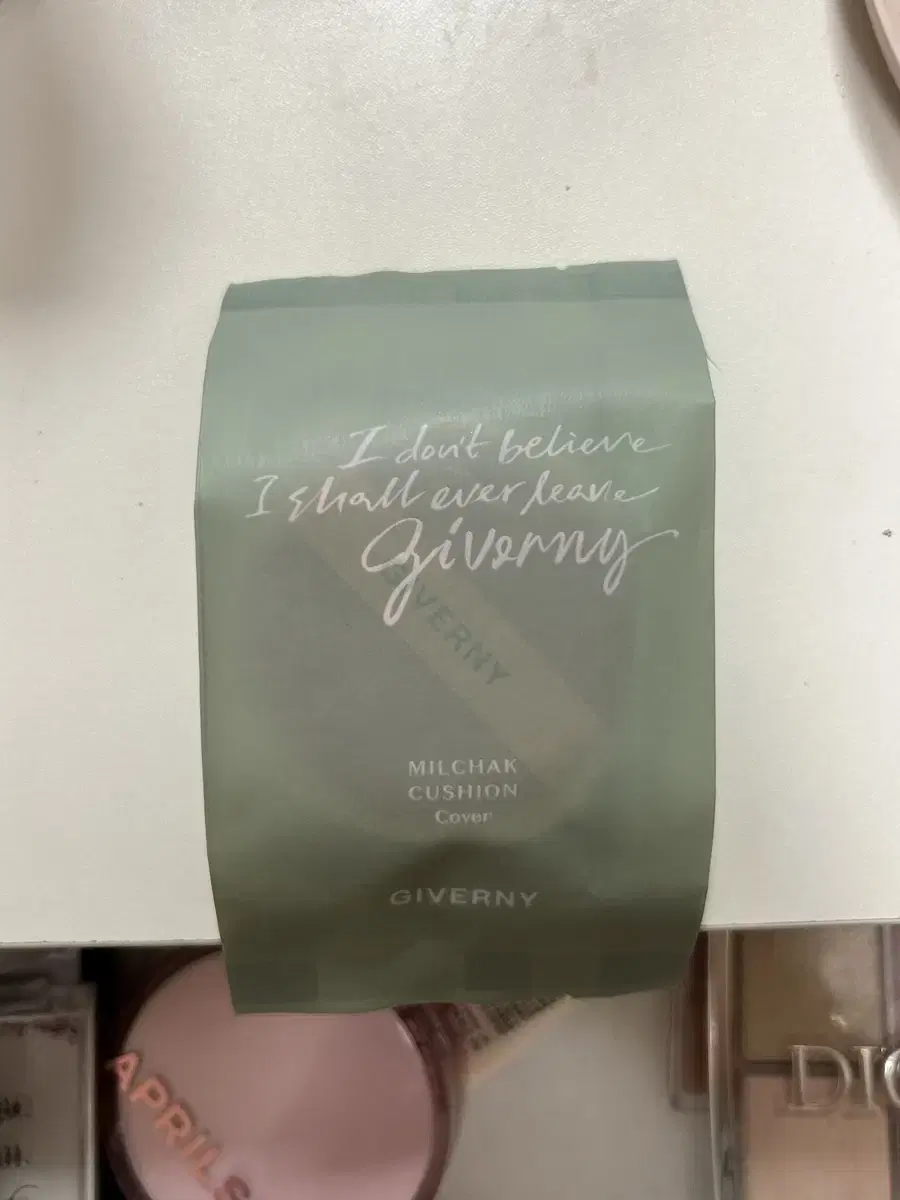 I don't believe
I shall ever leave
Giverny
GIVERNY
MILCHAK
CUSHION
Cover
GIVERNY
APRILS
DIO